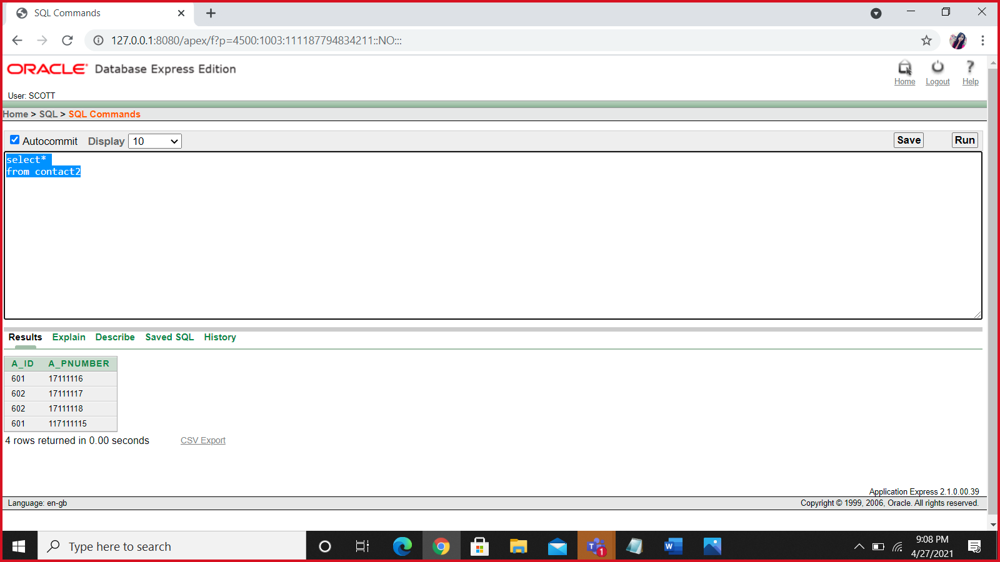 SQL Commands
127.0.0.1:8080/apex/f?p=4500:1003:111187794834211::NO:::
ORACLE Database Express Edition
Home Logout Help
User: SCOTT
Home > SQL > SQL Commands
Autocommit Display 10 Save Run
select*
from contact2
Results Explain Describe Saved SQL History
A_ID A_PNUMBER
601 17111116
602 17111117
602 17111118
601 117111115
4 rows returned in 0.00 seconds CSV Export
Application Express 2.1.0.00.39
Language: en-gb Copyright © 1999, 2006, Oracle. All rights reserved.
Type here to search
1
9:08 PM
4/27/2021